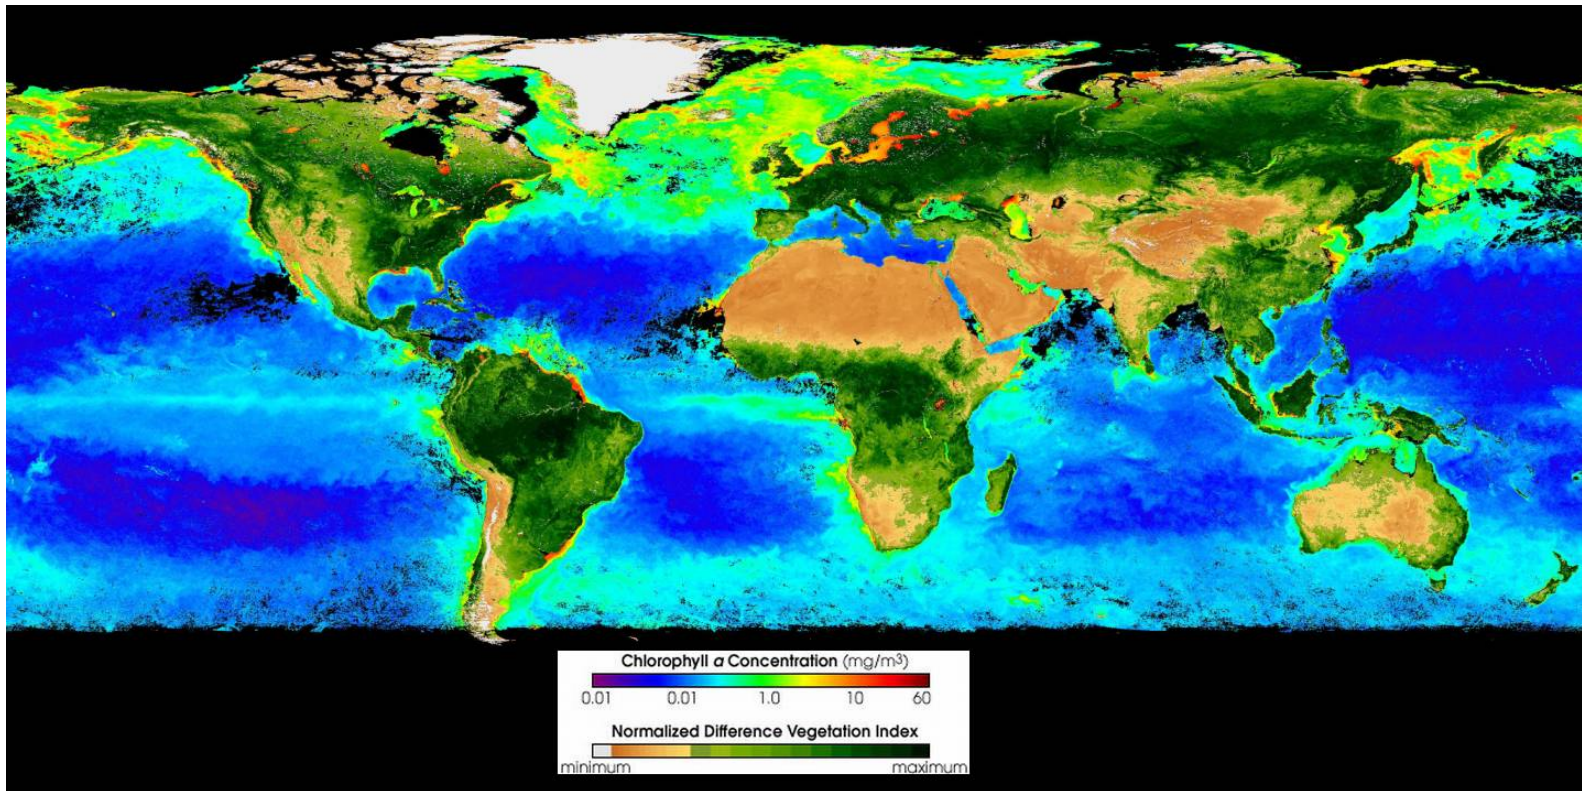 Chlorophyll a Concentration (mg/m³)
0.01 0.01 1.0 10 60
Normalized Difference Vegetation Index
minimum maximum